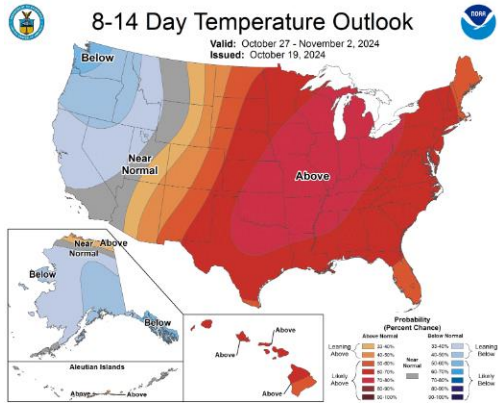 8-14 Day Temperature Outlook
NOAA
Valid: October 27 - November 2, 2024
Issued: October 19, 2024
Below
Near
Normal
Above
Near
Normal
Above
Below
Below
Aleutian Islands
Above
Above
Above
Above
Above
Probability
(Percent Chance)
Above Normal
Below Normal
Leaning
Above
33-40%
40-50%
50-60%
Near
Normal
33-40%
40-50%
50-60%
Leaning
Below
Likely
Above
60-70%
70-80%
80-90%
90-100%
60-70%
70-80%
80-90%
90-100%
Likely
Below